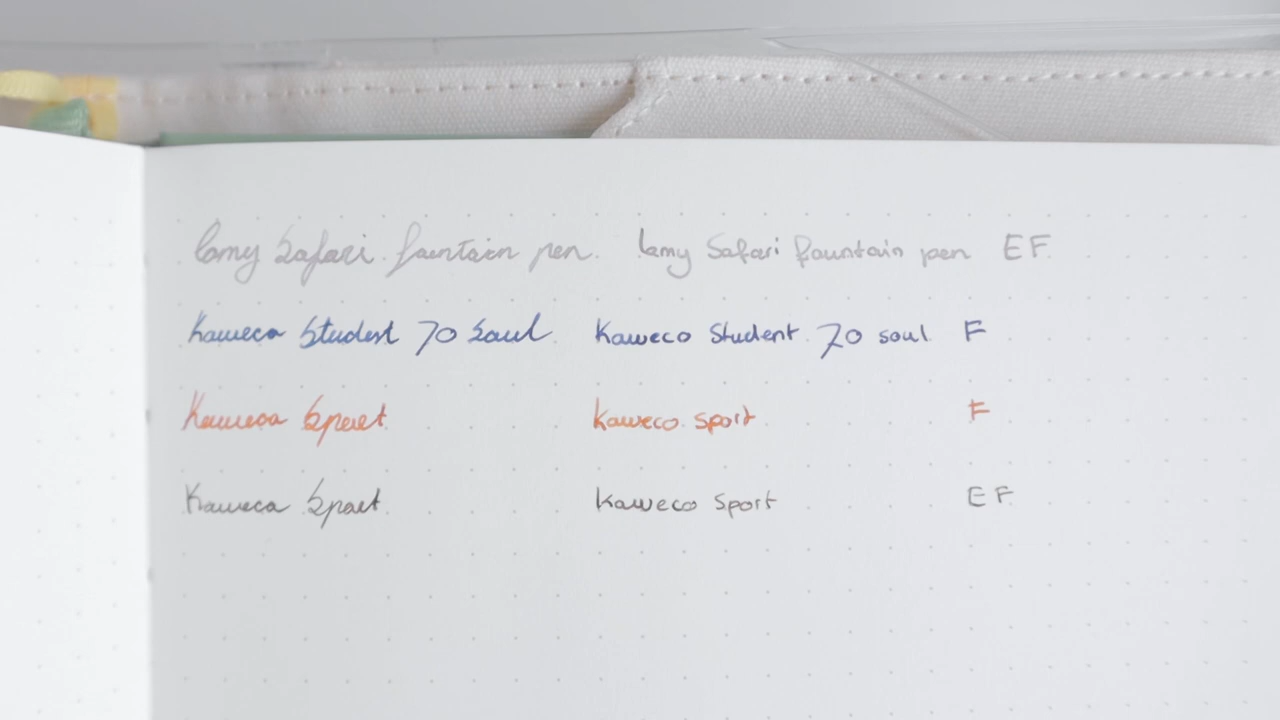 Lamy Safari fountain pen. Lamy Safari fountain pen EF
Kaweco Student 70 Soul Kaweco Student 70 soul F
Kaweco Sport Kaweco sport F
Kaweco Sport Kaweco Sport EF